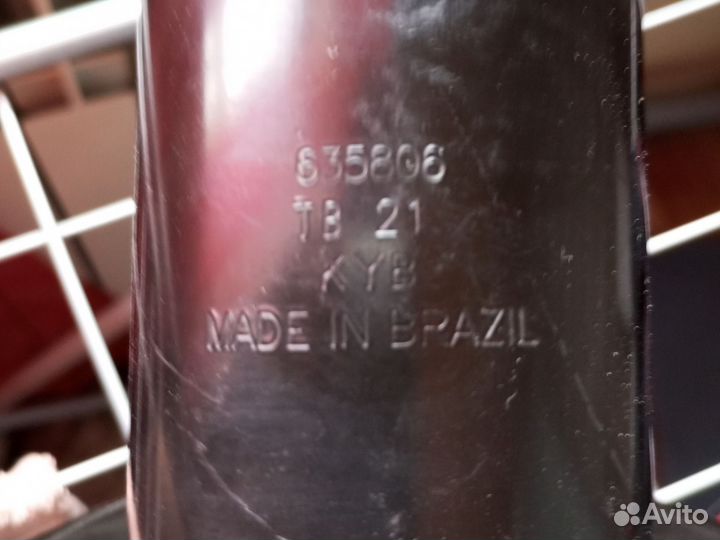 635806
TB 21
KYB
MADE IN BRAZIL
Avito